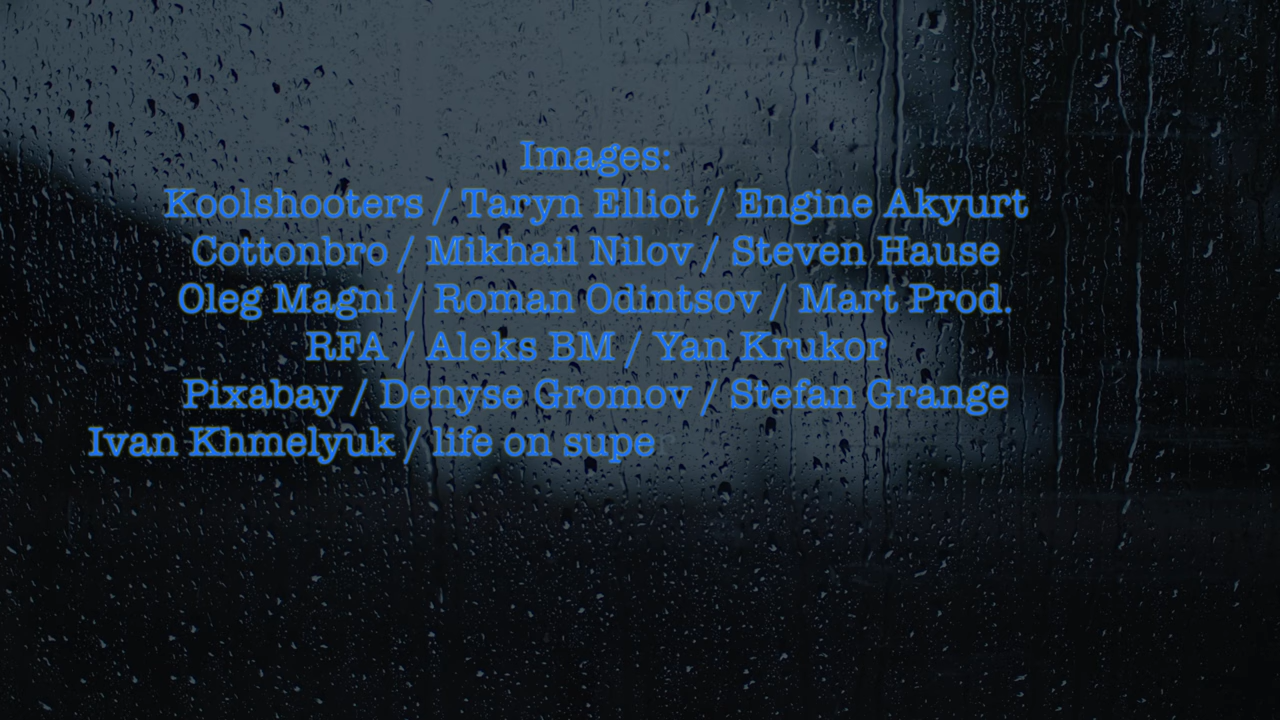 Images:
Koolshooters / Taryn Elliot / Engine Akyurt
Cottonbro / Mikhail Nilov / Steven Hause
Oleg Magni / Roman Odintsov / Mart Prod.
RFA / Aleks BM / Yan Krukor
Pixabay / Denyse Gromov / Stefan Grange
Ivan Khmelyuk / life on supe